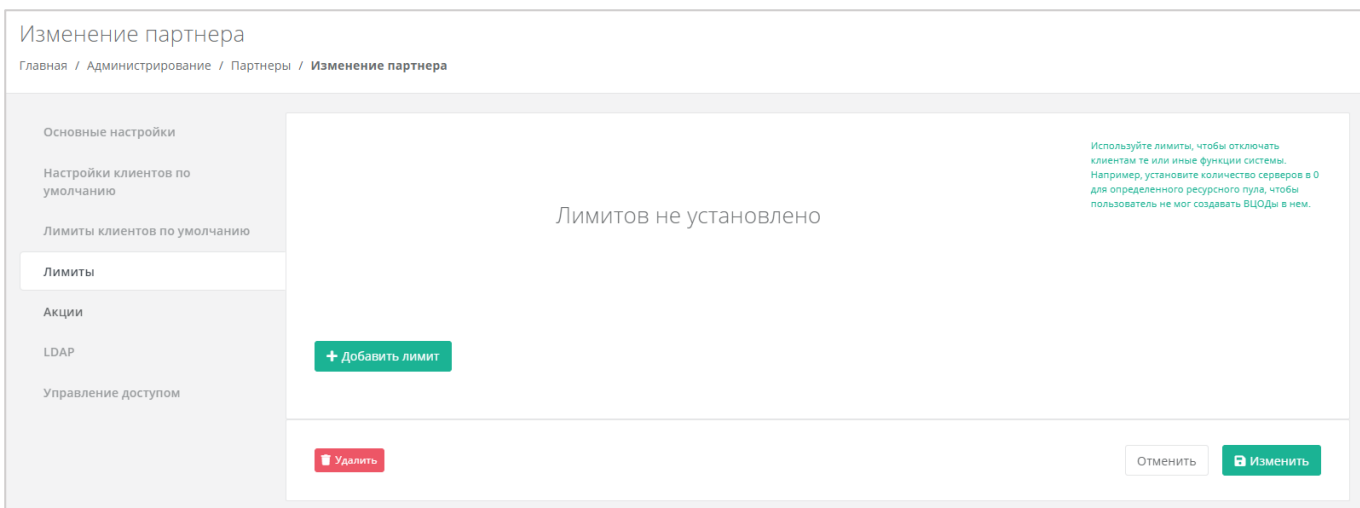 Изменение партнера
Главная / Администрирование / Партнеры / Изменение партнера
Основные настройки
Настройки клиентов по
умолчанию
Лимиты клиентов по умолчанию
Лимиты
Акции
LDAP
Управление доступом
Используйте лимиты, чтобы отключать
клиентам те или иные функции системы.
Например, установите количество серверов в 0
для определенного ресурсного пула, чтобы
пользователь не мог создавать ВЦОДы в нем.
Лимитов не установлено
+ Добавить лимит
Удалить
Отменить
Изменить